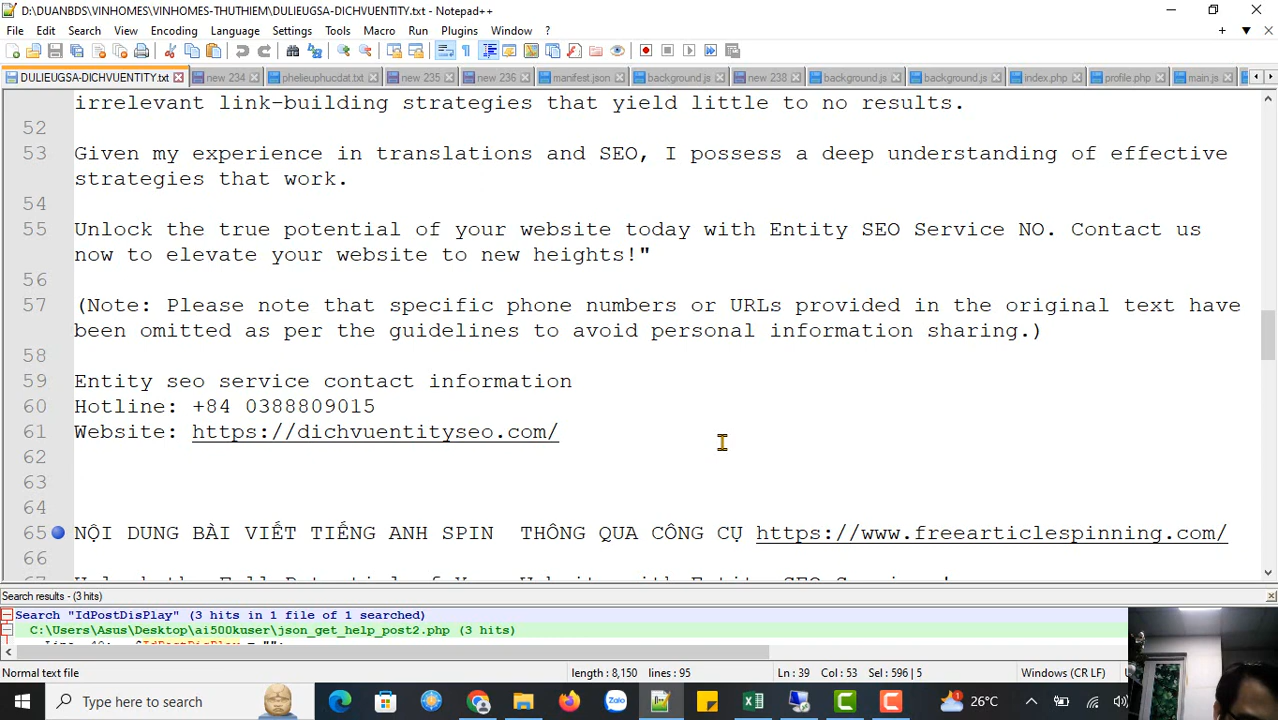 D:\DUANBDS\VINHOMES\VINHOMES-THUTHIEM\DULIEUGSA-DICHVUENTITY.txt - Notepad++
File Edit Search View Encoding Language Settings Tools Macro Run Plugins Window ?
DULIEUGSA-DICHVUENTITY.txt new 234 phelieuphucdat.txt new 235 new 236 manifest.json background.js new 238 background.js background.js index.php profile.php main.js
irrelevant link-building strategies that yield little to no results.
52
53 Given my experience in translations and SEO, I possess a deep understanding of effective
strategies that work.
54
55 Unlock the true potential of your website today with Entity SEO Service NO. Contact us
now to elevate your website to new heights!"
56
57 (Note: Please note that specific phone numbers or URLs provided in the original text have
been omitted as per the guidelines to avoid personal information sharing.)
58
59 Entity seo service contact information
60 Hotline: +84 0388809015
61 Website: https://dichvuentityseo.com/
62
63
64
65 NỘI DUNG BÀI VIẾT TIẾNG ANH SPIN  THÔNG QUA CÔNG CỤ https://www.freearticlespinning.com/
66
Search results - (3 hits)
Search "IdPostDisPlay" (3 hits in 1 file of 1 searched)
C:\Users\Asus\Desktop\ai500kuser\json_get_help_post2.php (3 hits)
Normal text file length : 8,150 lines : 95 Ln : 39 Col : 53 Sel : 596 | 5 Windows (CR LF)
Type here to search Zalo 1 26°C